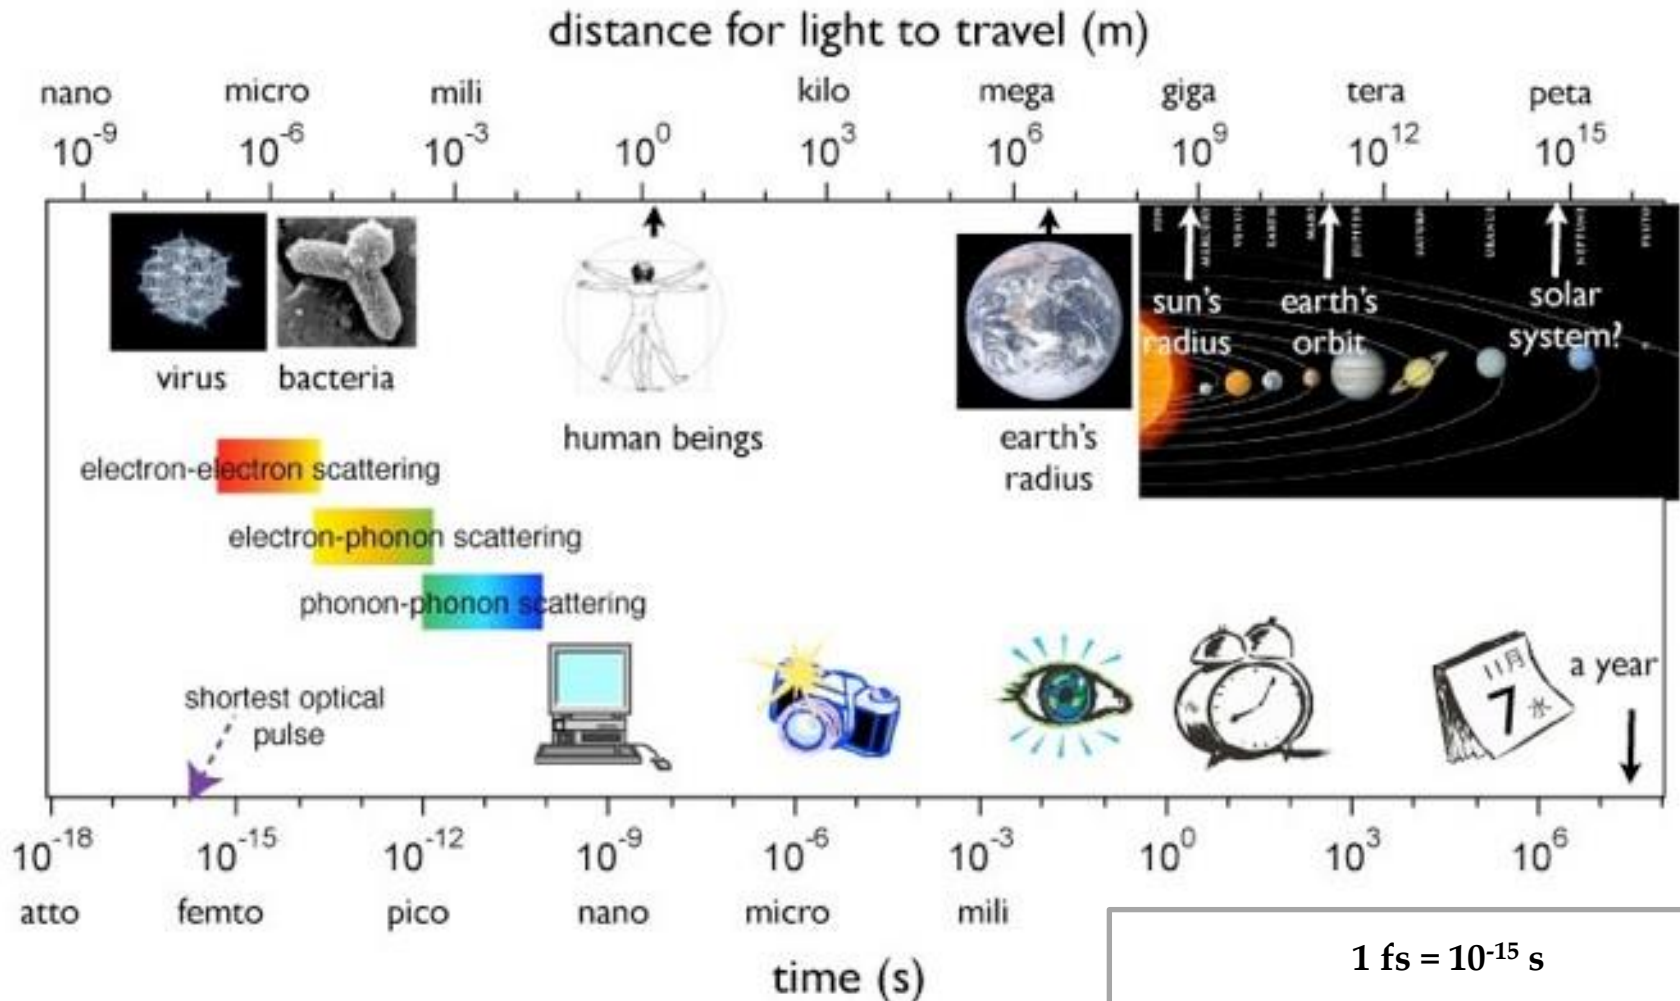 distance for light to travel (m)
nano micro mili kilo mega giga tera peta
10⁻⁹ 10⁻⁶ 10⁻³ 10⁰ 10³ 10⁶ 10⁹ 10¹² 10¹⁵
virus bacteria
human beings
earth's
radius
sun's
radius
earth's
orbit
solar
system?
electron-electron scattering
electron-phonon scattering
phonon-phonon scattering
shortest optical
pulse
11月
7
水
a year
10⁻¹⁸ 10⁻¹⁵ 10⁻¹² 10⁻⁹ 10⁻⁶ 10⁻³ 10⁰ 10³ 10⁶
atto femto pico nano micro mili
time (s)
1 fs = 10⁻¹⁵ s